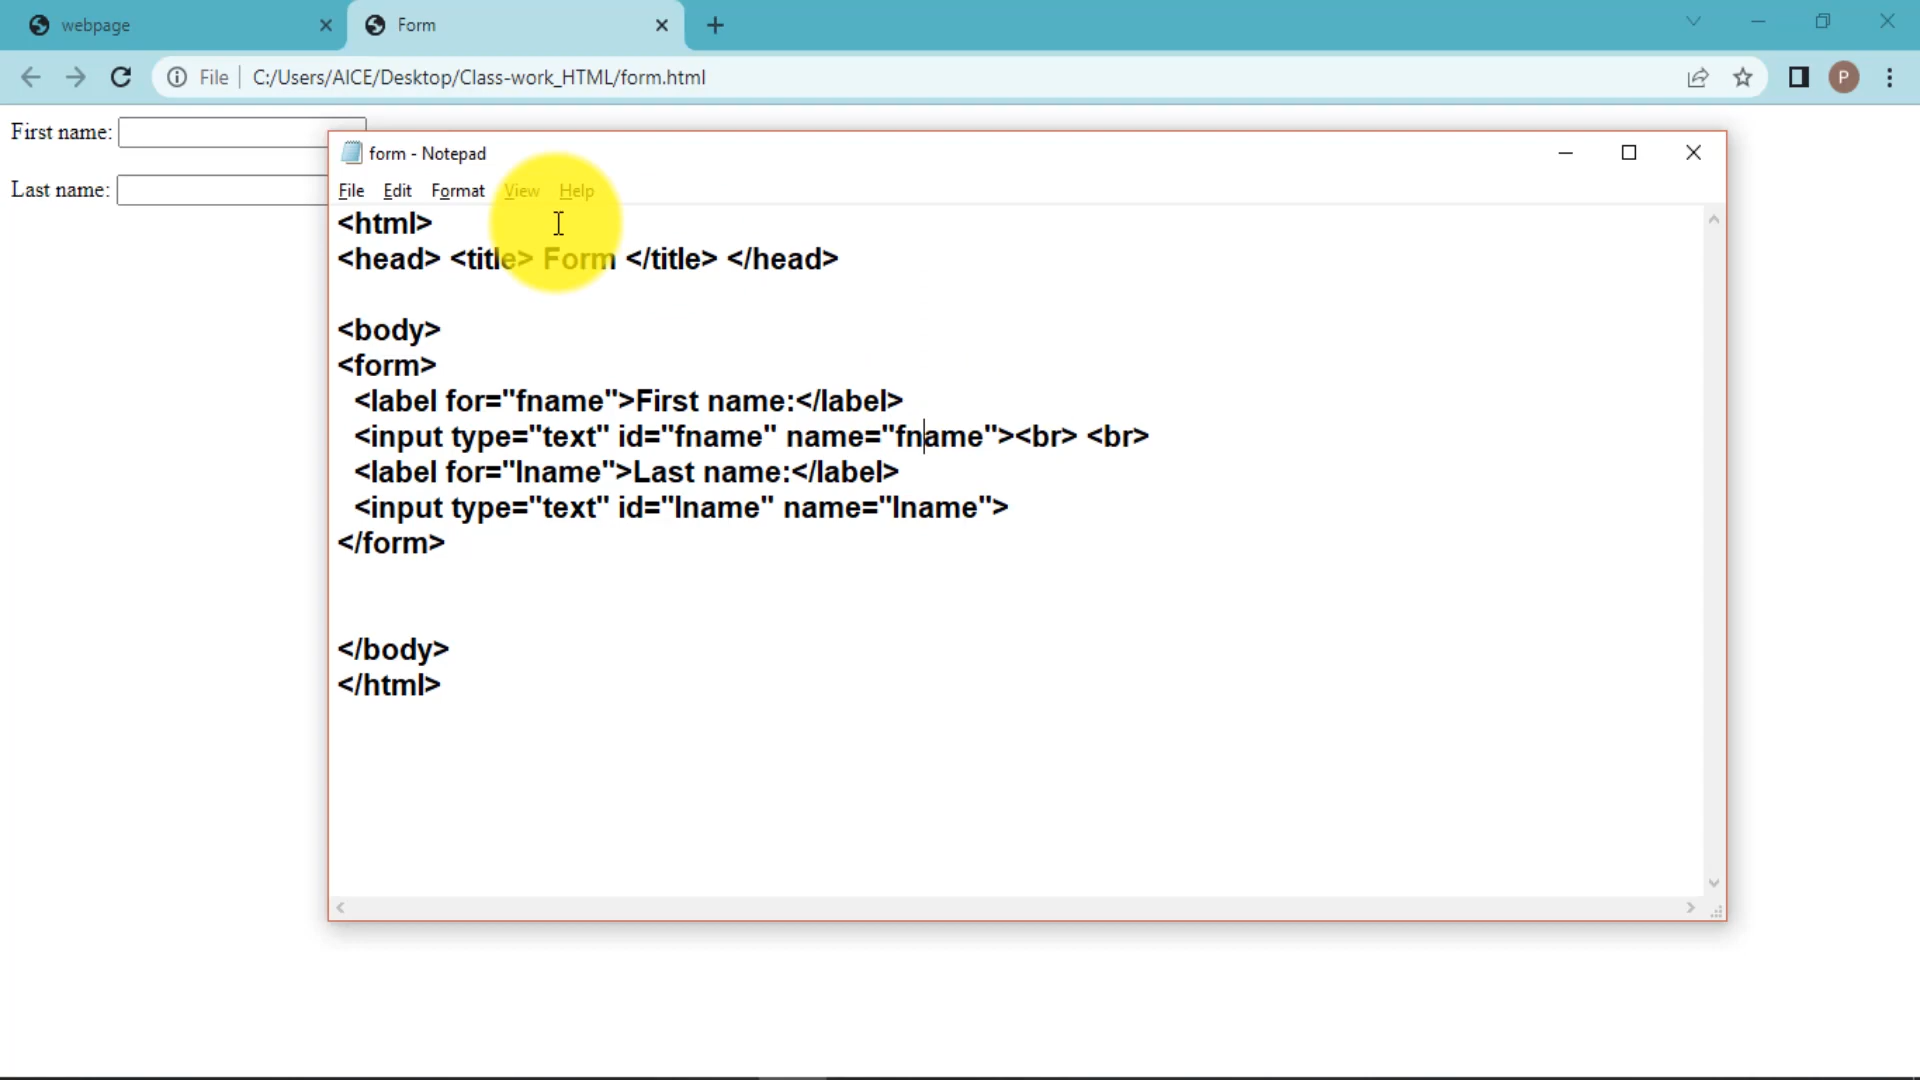 webpage
Form
File
C:/Users/AICE/Desktop/Class-work_HTML/form.html
P
First name:
Last name:
form - Notepad
File Edit Format View Help
<html>
<head> <title> Form </title> </head>
<body>
<form>
<label for="fname">First name:</label>
<input type="text" id="fname" name="fname"><br> <br>
<label for="lname">Last name:</label>
<input type="text" id="lname" name="lname">
</form>
</body>
</html>